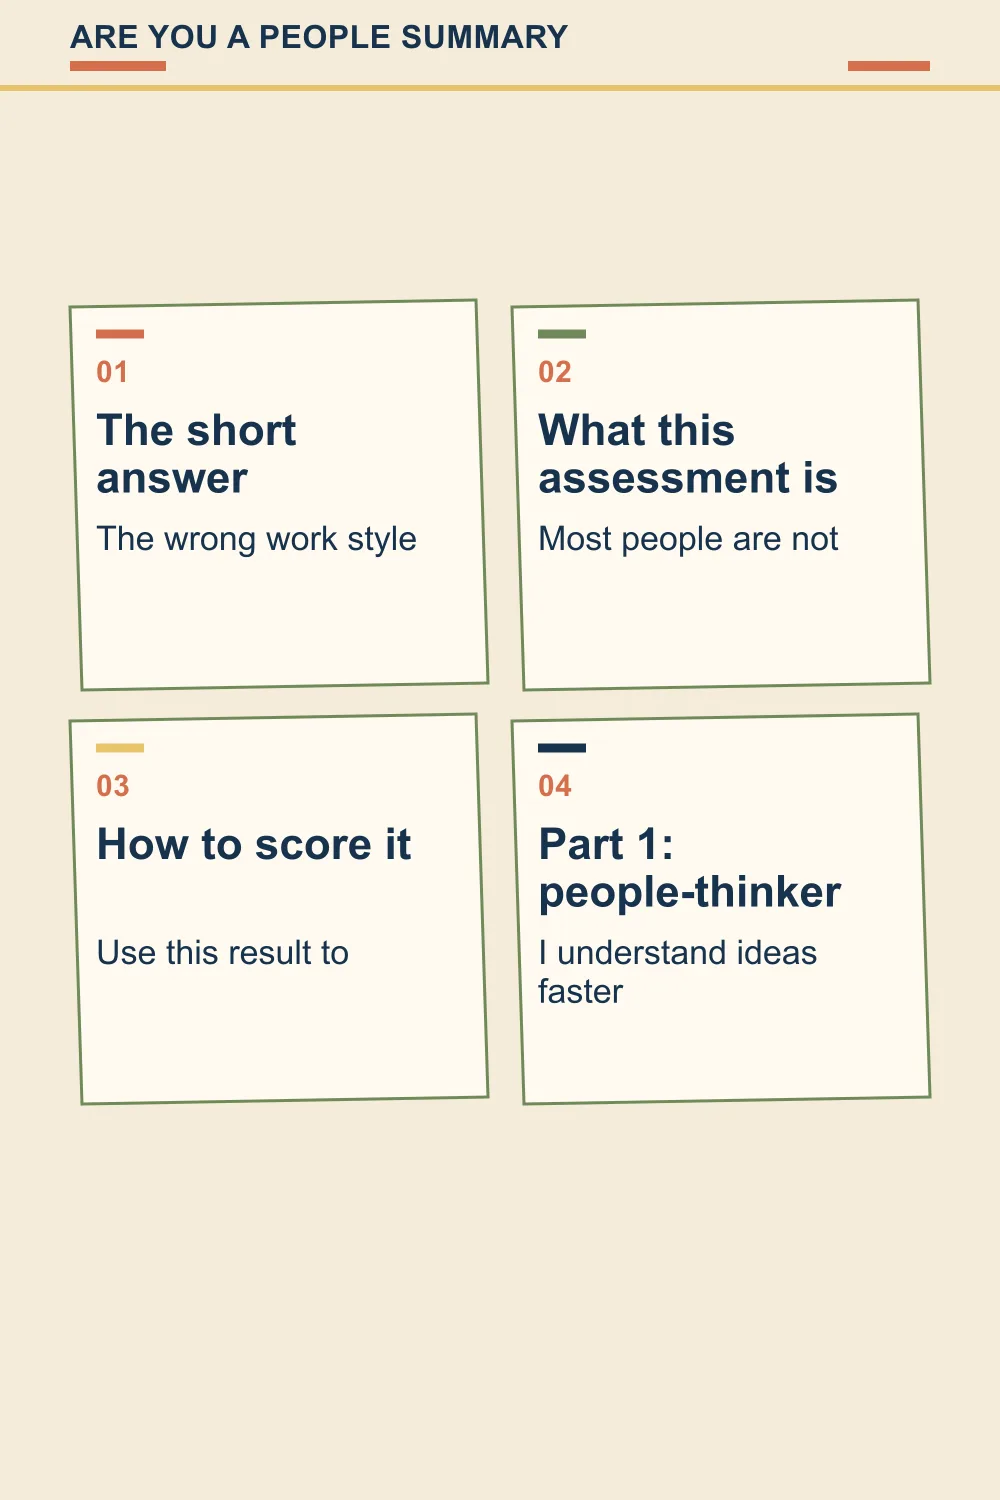 ARE YOU A PEOPLE SUMMARY
01
The short
answer
The wrong work style
02
What this
assessment is
Most people are not
03
How to score it
Use this result to
04
Part 1:
people-thinker
I understand ideas
faster